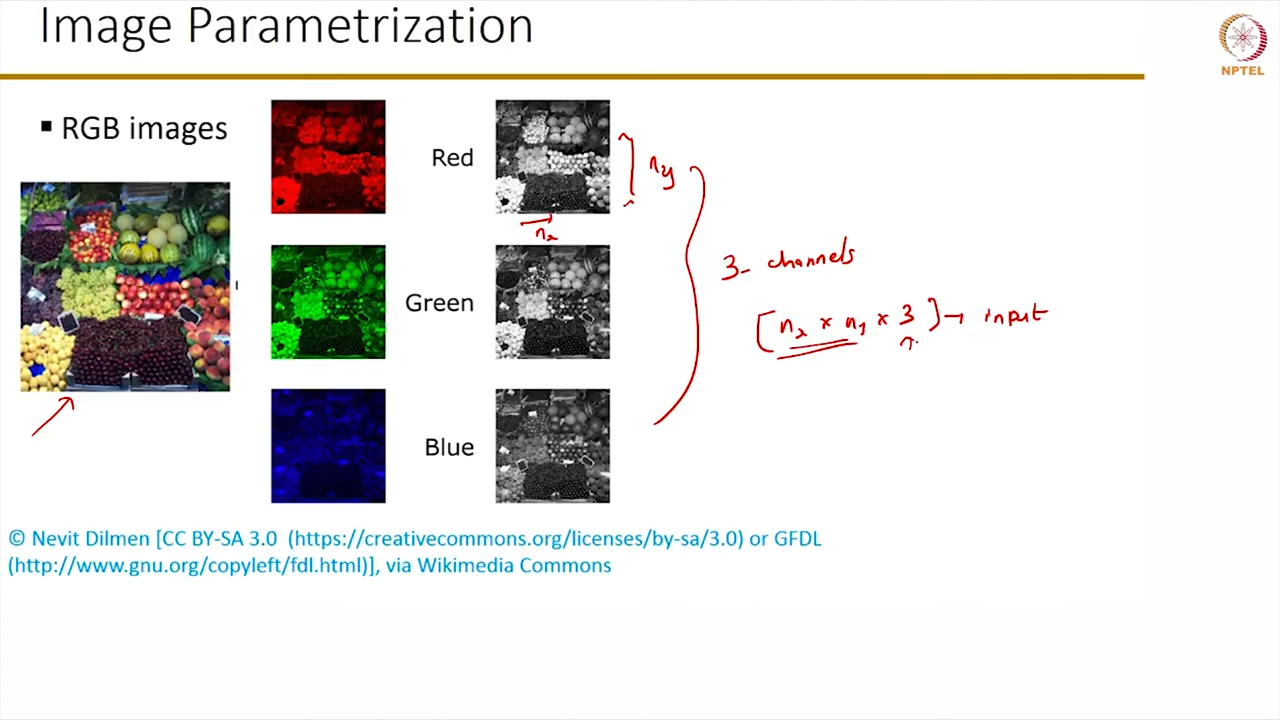 Image Parametrization
NPTEL
▪ RGB images
Red
n_y
n_x
3- channels
Green
[n_x × n_y × 3] → input
Blue
© Nevit Dilmen [CC BY-SA 3.0 (https://creativecommons.org/licenses/by-sa/3.0) or GFDL
(http://www.gnu.org/copyleft/fdl.html)], via Wikimedia Commons